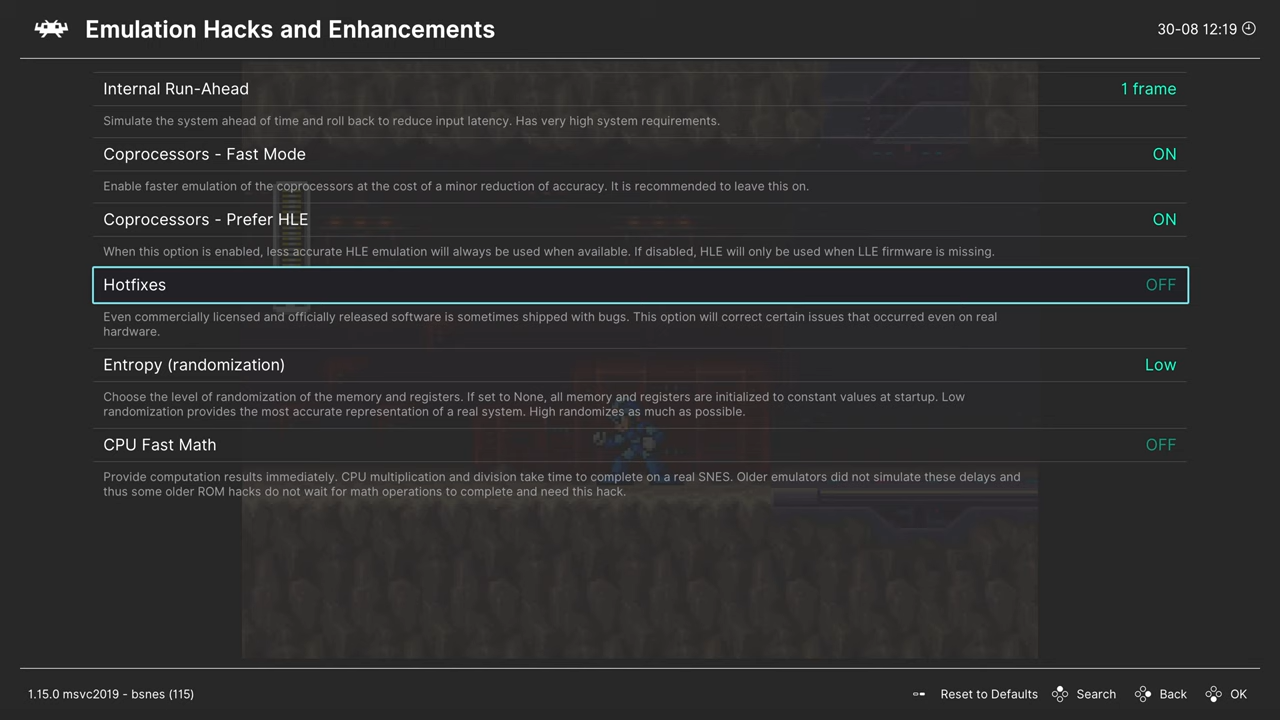 Emulation Hacks and Enhancements
30-08 12:19
Internal Run-Ahead
1 frame
Simulate the system ahead of time and roll back to reduce input latency. Has very high system requirements.
Coprocessors - Fast Mode
ON
Enable faster emulation of the coprocessors at the cost of a minor reduction of accuracy. It is recommended to leave this on.
Coprocessors - Prefer HLE
ON
When this option is enabled, less accurate HLE emulation will always be used when available. If disabled, HLE will only be used when LLE firmware is missing.
Hotfixes
OFF
Even commercially licensed and officially released software is sometimes shipped with bugs. This option will correct certain issues that occurred even on real
hardware.
Entropy (randomization)
Low
Choose the level of randomization of the memory and registers. If set to None, all memory and registers are initialized to constant values at startup. Low
randomization provides the most accurate representation of a real system. High randomizes as much as possible.
CPU Fast Math
OFF
Provide computation results immediately. CPU multiplication and division take time to complete on a real SNES. Older emulators did not simulate these delays and
thus some older ROM hacks do not wait for math operations to complete and need this hack.
1.15.0 msvc2019 - bsnes (115)
Reset to Defaults
Search
Back
OK